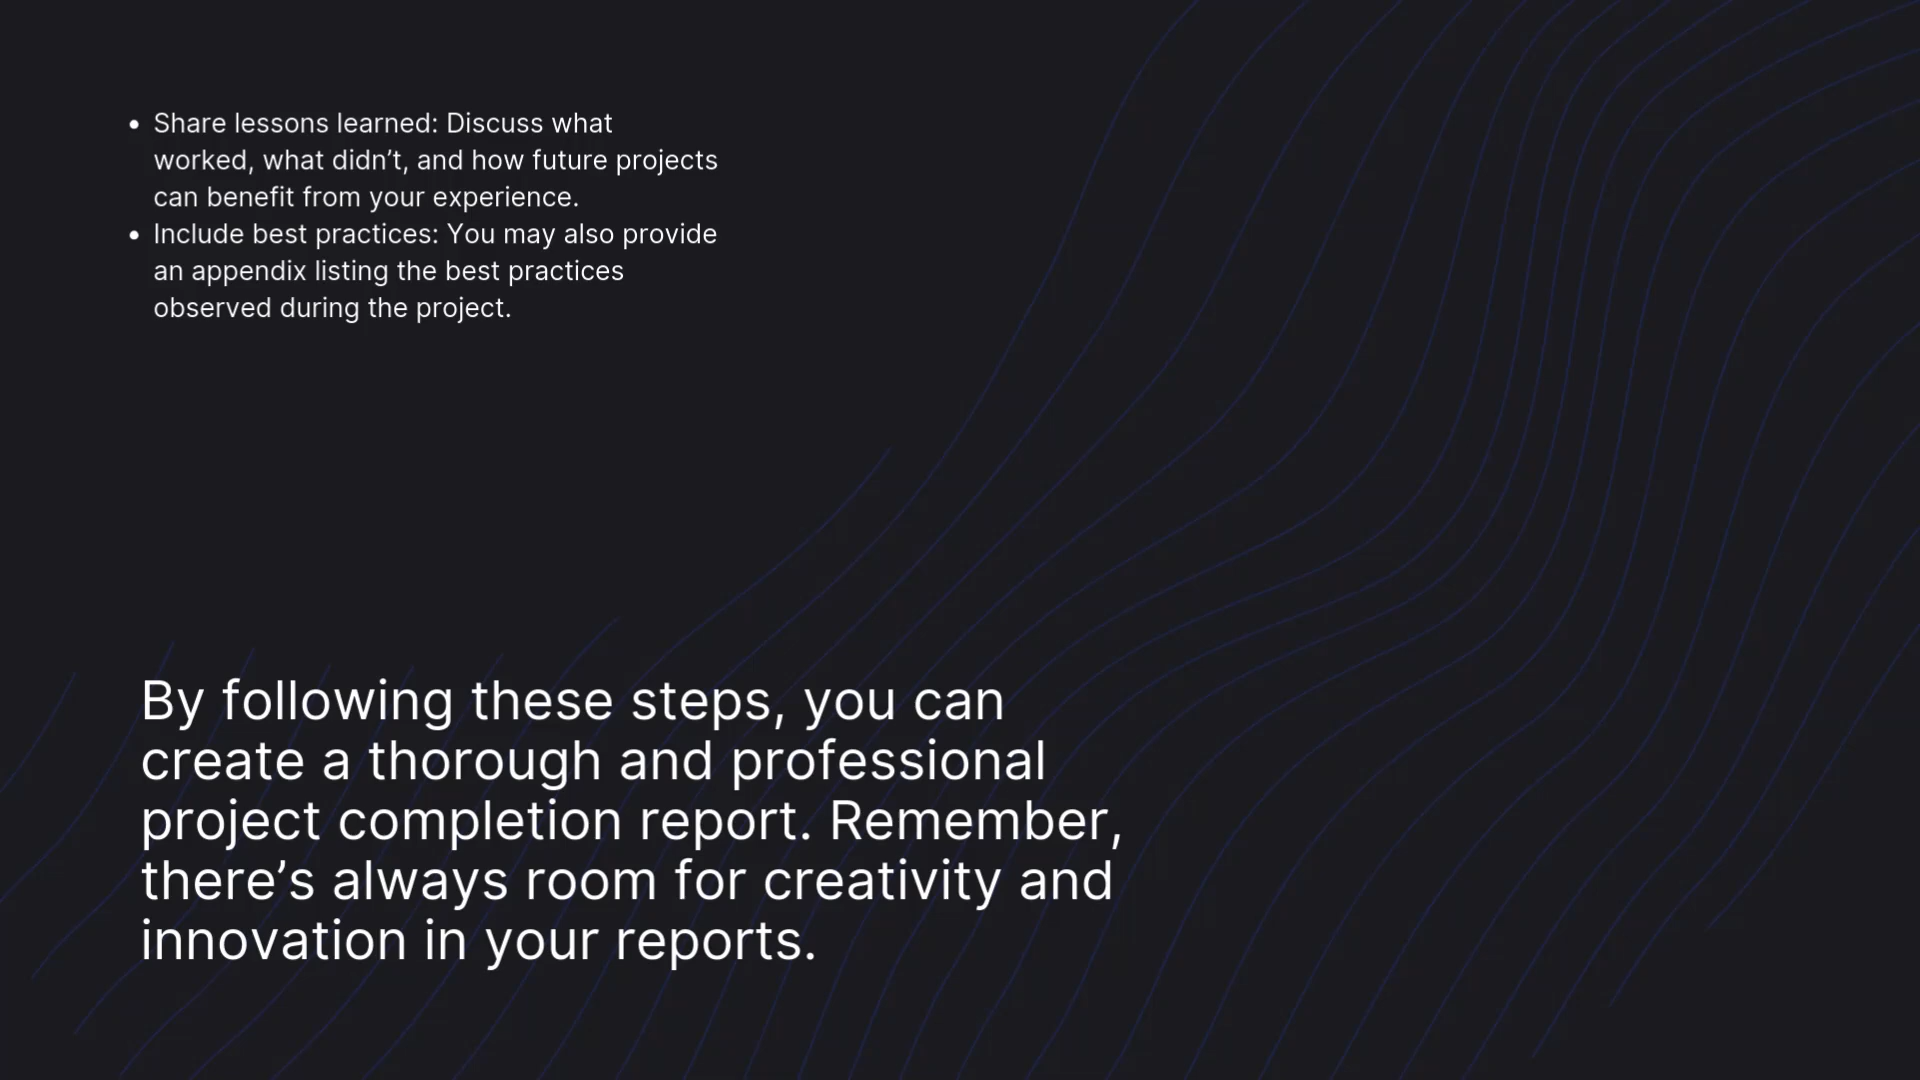 • Share lessons learned: Discuss what
worked, what didn’t, and how future projects
can benefit from your experience.
• Include best practices: You may also provide
an appendix listing the best practices
observed during the project.
By following these steps, you can
create a thorough and professional
project completion report. Remember,
there’s always room for creativity and
innovation in your reports.